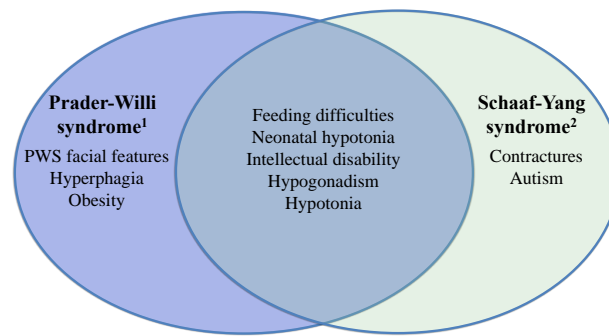 Prader-Willi
syndrome¹
PWS facial features
Hyperphagia
Obesity
Feeding difficulties
Neonatal hypotonia
Intellectual disability
Hypogonadism
Hypotonia
Schaaf-Yang
syndrome²
Contractures
Autism